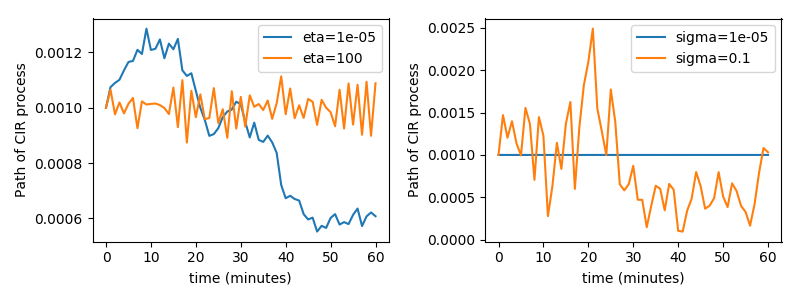 Path of CIR process
0.0012
0.0010
0.0008
0.0006
eta=1e-05
eta=100
0 10 20 30 40 50 60
time (minutes)
Path of CIR process
0.0025
0.0020
0.0015
0.0010
0.0005
0.0000
sigma=1e-05
sigma=0.1
0 10 20 30 40 50 60
time (minutes)